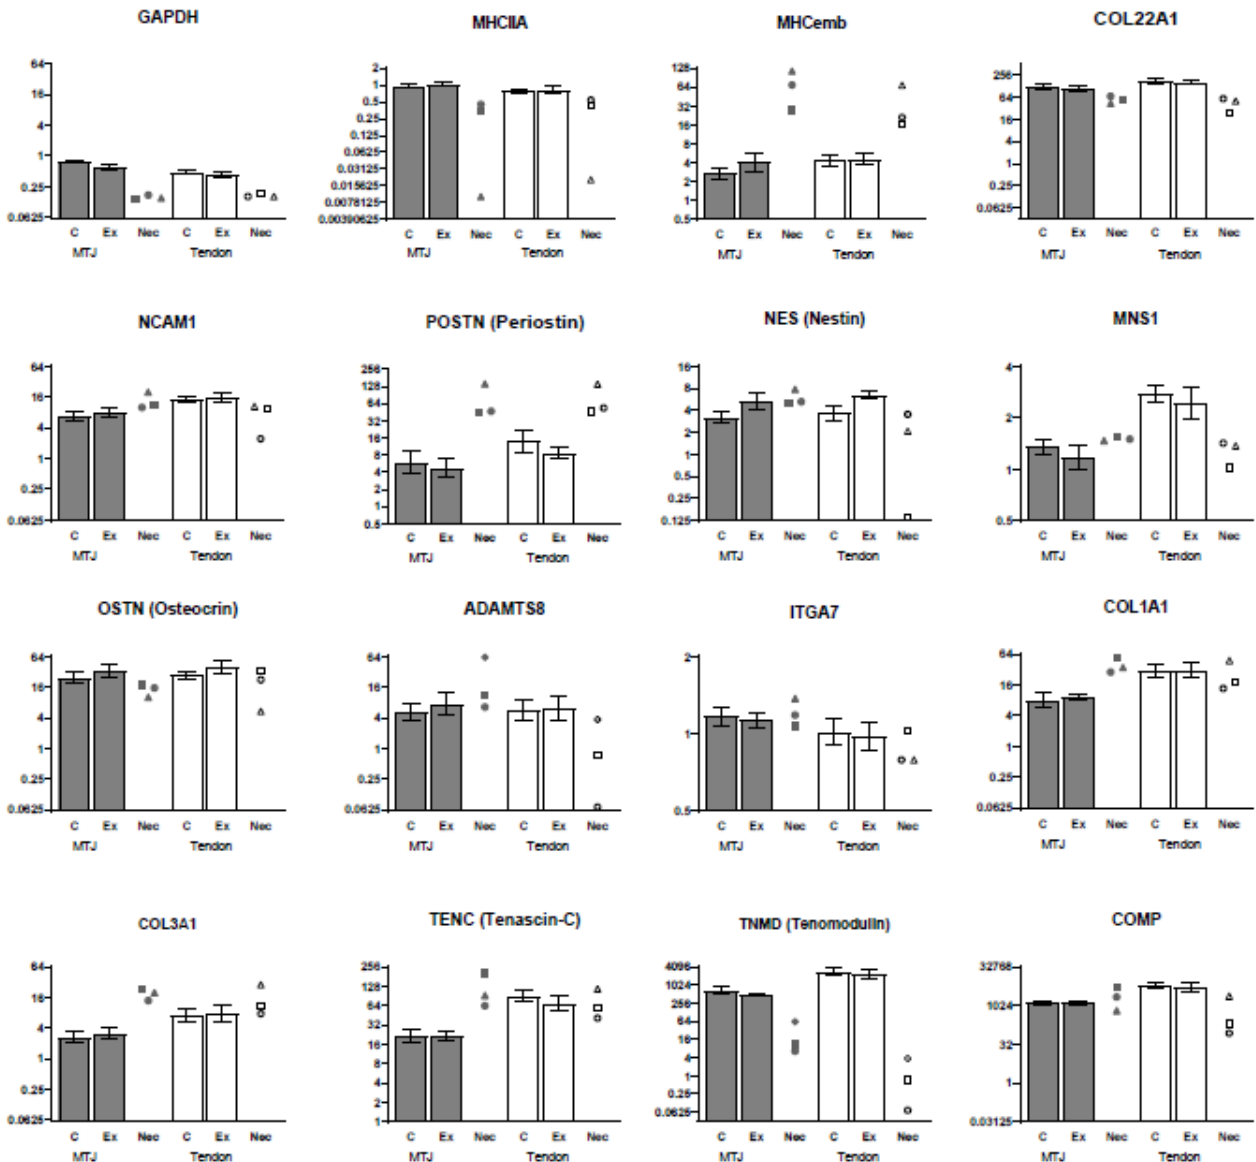 GAPDH
64
16
4
1
0.25
0.0625
C Ex Nec C Ex Nec
MTJ Tendon
MHCIIA
2
1
0.5
0.25
0.125
0.0625
0.03125
0.015625
0.0078125
0.00390625
C Ex Nec C Ex Nec
MTJ Tendon
MHCemb
128
64
32
16
8
4
2
1
0.5
C Ex Nec C Ex Nec
MTJ Tendon
COL22A1
256
64
16
4
1
0.25
0.0625
C Ex Nec C Ex Nec
MTJ Tendon
NCAM1
64
16
4
1
0.25
0.0625
C Ex Nec C Ex Nec
MTJ Tendon
POSTN (Periostin)
256
128
64
32
16
8
4
2
1
0.5
C Ex Nec C Ex Nec
MTJ Tendon
NES (Nestin)
16
8
4
2
1
0.5
0.25
0.125
C Ex Nec C Ex Nec
MTJ Tendon
MNS1
4
2
1
0.5
C Ex Nec C Ex Nec
MTJ Tendon
OSTN (Osteocrin)
64
16
4
1
0.25
0.0625
C Ex Nec C Ex Nec
MTJ Tendon
ADAMTS8
64
16
4
1
0.25
0.0625
C Ex Nec C Ex Nec
MTJ Tendon
ITGA7
2
1
0.5
C Ex Nec C Ex Nec
MTJ Tendon
COL1A1
64
16
4
1
0.25
0.0625
C Ex Nec C Ex Nec
MTJ Tendon
COL3A1
64
16
4
1
0.25
0.0625
C Ex Nec C Ex Nec
MTJ Tendon
TENC (Tenascin-C)
256
128
64
32
16
8
4
2
1
C Ex Nec C Ex Nec
MTJ Tendon
TNMD (Tenomodulin)
4096
1024
256
64
16
4
1
0.25
0.0625
C Ex Nec C Ex Nec
MTJ Tendon
COMP
32768
1024
32
1
0.03125
C Ex Nec C Ex Nec
MTJ Tendon